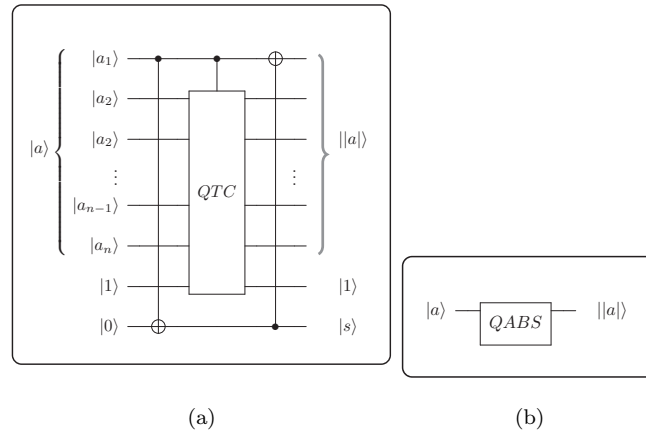 |a₁⟩
|a₂⟩
|a₂⟩
|a⟩ ||a|⟩
⋮ ⋮
QTC
|aₙ₋₁⟩
|aₙ⟩
|1⟩ |1⟩
|0⟩ |s⟩
|a⟩ QABS ||a|⟩
(a) (b)